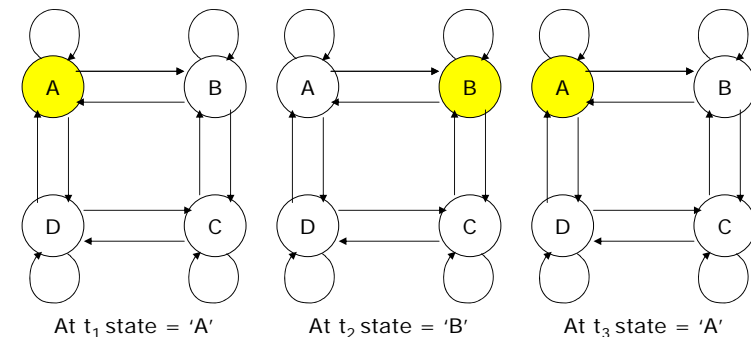 A B A B A B
D C D C D C
At t₁ state = 'A' At t₂ state = 'B' At t₃ state = 'A'